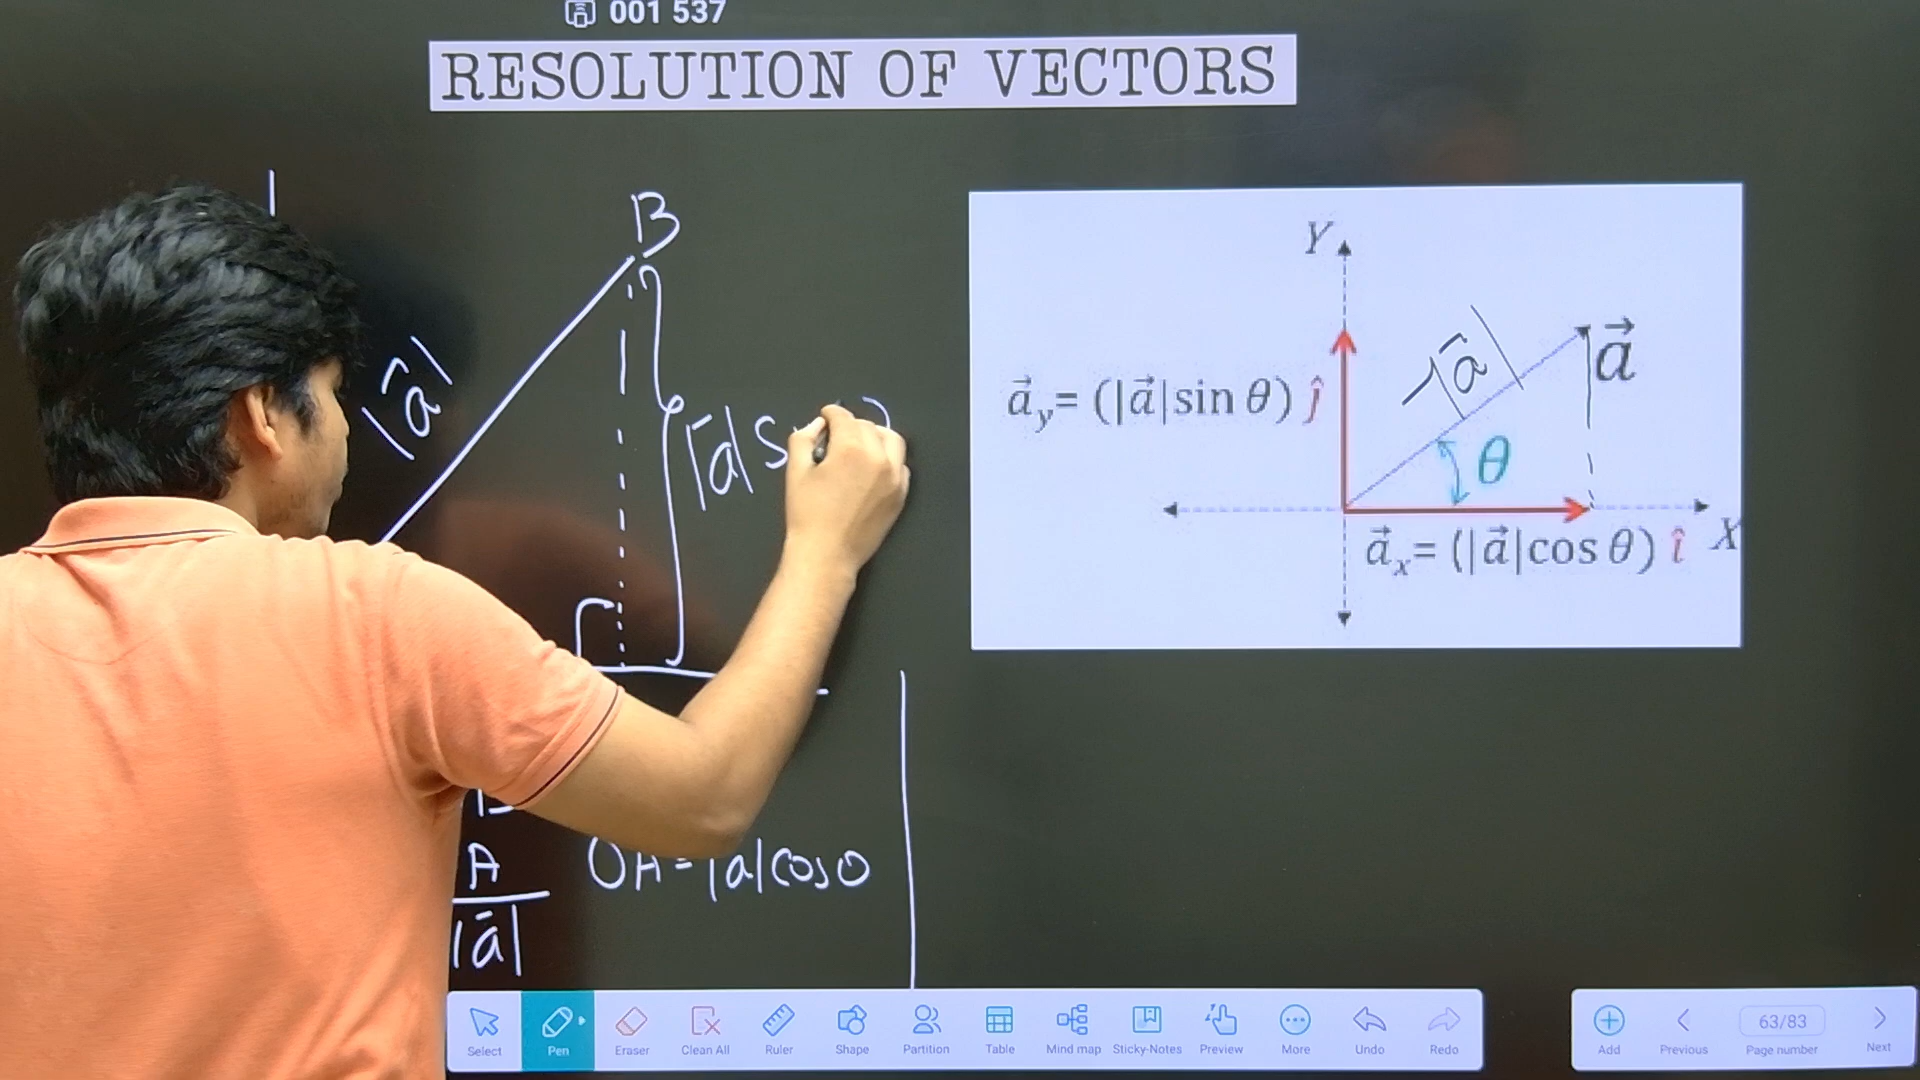 001 537
RESOLUTION OF VECTORS
B
|a⃗|
|a⃗| S
OA = |a|cosθ
A
|a⃗|
Y
|a⃗|
a⃗
a⃗y= (|a⃗|sin θ) ĵ
θ
a⃗x= (|a⃗|cos θ) î
X
Select Pen Eraser Clean All Ruler Shape Partition Table Mind map Sticky-Notes Preview More Undo Redo
Add Previous 63/83 Page number Next